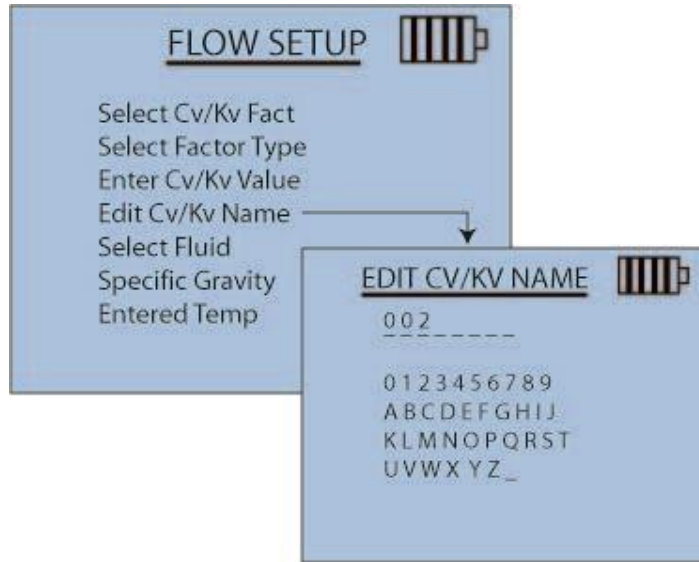 FLOW SETUP
Select Cv/Kv Fact
Select Factor Type
Enter Cv/Kv Value
Edit Cv/Kv Name
Select Fluid
Specific Gravity
Entered Temp
EDIT CV/KV NAME
002
0123456789
ABCDEFGHIJ
KLMNOPQRST
UVWXYZ_